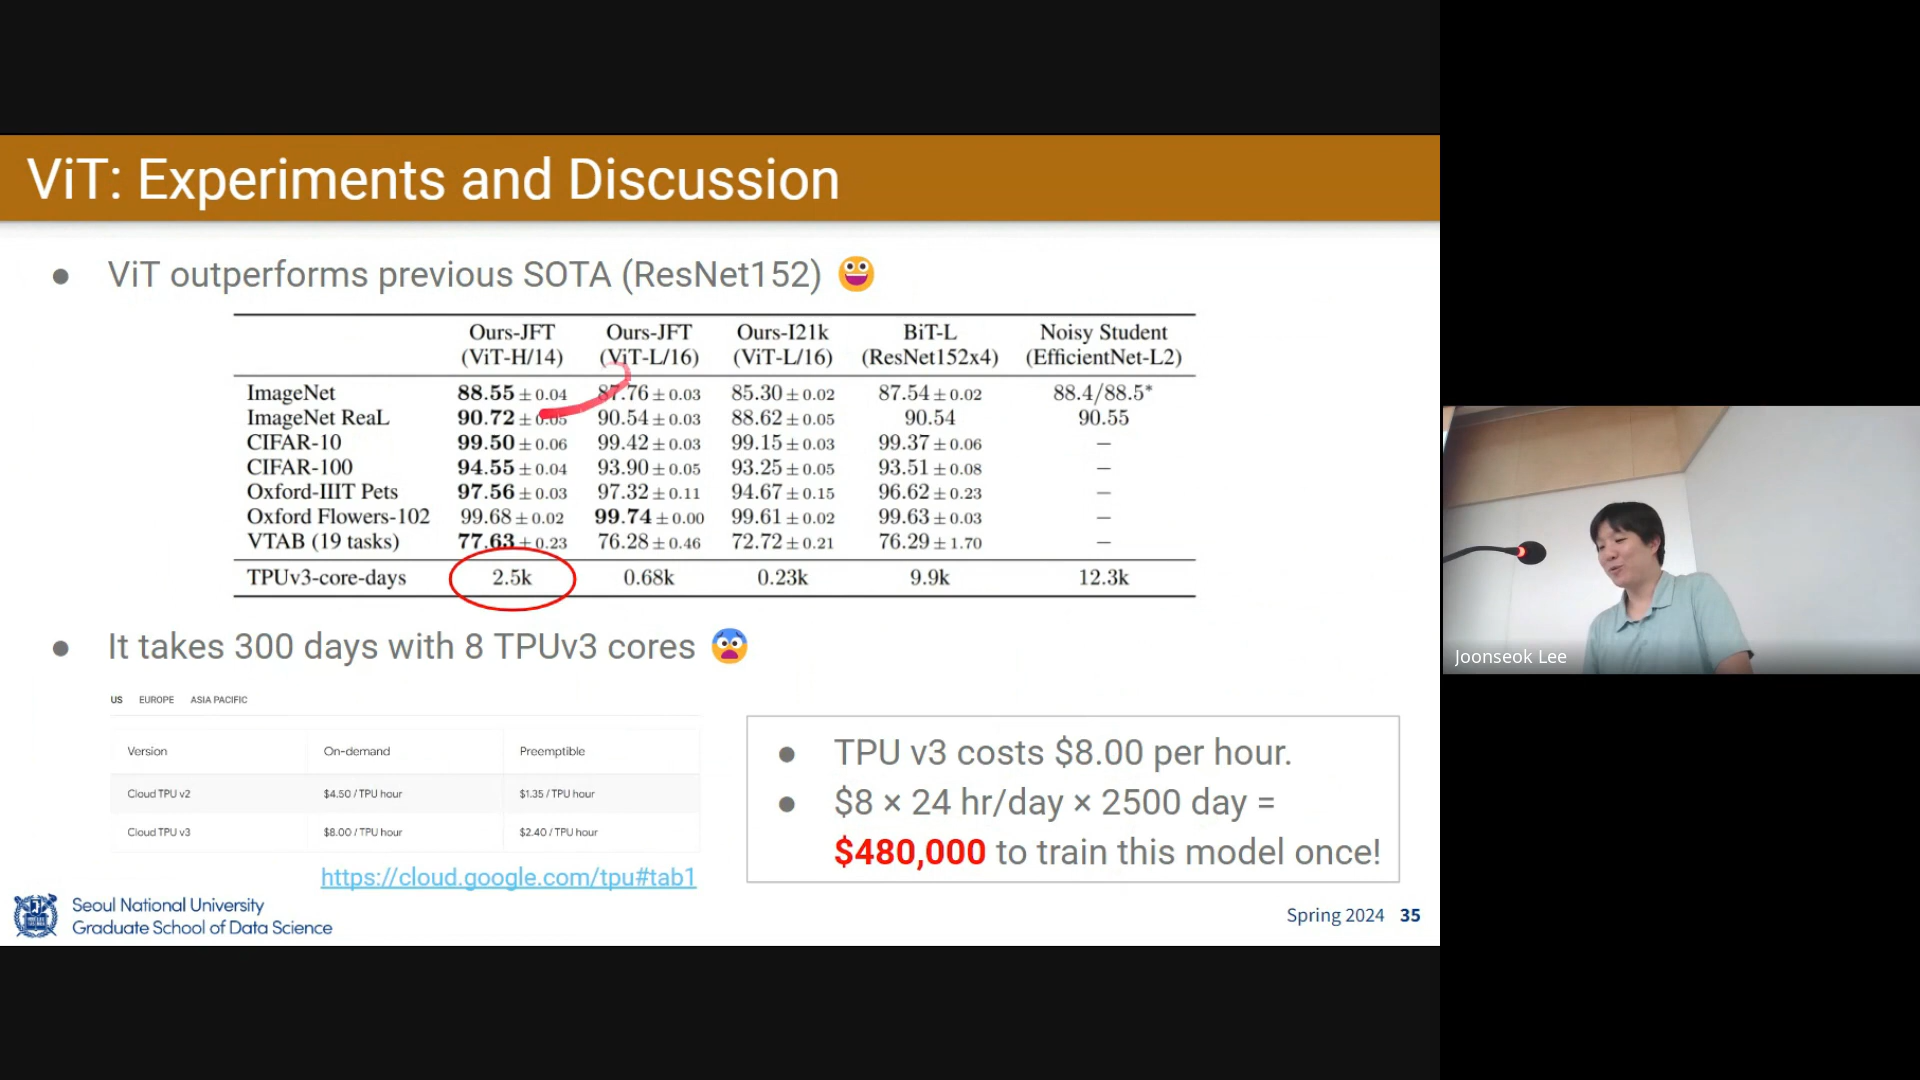 ViT: Experiments and Discussion
● ViT outperforms previous SOTA (ResNet152) 😀
Ours-JFT Ours-JFT Ours-I21k BiT-L Noisy Student
(ViT-H/14) (ViT-L/16) (ViT-L/16) (ResNet152x4) (EfficientNet-L2)
ImageNet 88.55 ± 0.04 87.76 ± 0.03 85.30 ± 0.02 87.54 ± 0.02 88.4/88.5*
ImageNet ReaL 90.72 ± 0.05 90.54 ± 0.03 88.62 ± 0.05 90.54 90.55
CIFAR-10 99.50 ± 0.06 99.42 ± 0.03 99.15 ± 0.03 99.37 ± 0.06 –
CIFAR-100 94.55 ± 0.04 93.90 ± 0.05 93.25 ± 0.05 93.51 ± 0.08 –
Oxford-IIIT Pets 97.56 ± 0.03 97.32 ± 0.11 94.67 ± 0.15 96.62 ± 0.23 –
Oxford Flowers-102 99.68 ± 0.02 99.74 ± 0.00 99.61 ± 0.02 99.63 ± 0.03 –
VTAB (19 tasks) 77.63 ± 0.23 76.28 ± 0.46 72.72 ± 0.21 76.29 ± 1.70 –
TPUv3-core-days 2.5k 0.68k 0.23k 9.9k 12.3k
● It takes 300 days with 8 TPUv3 cores 😨
US EUROPE ASIA PACIFIC
Version On-demand Preemptible
Cloud TPU v2 $4.50 / TPU hour $1.35 / TPU hour
Cloud TPU v3 $8.00 / TPU hour $2.40 / TPU hour
https://cloud.google.com/tpu#tab1
● TPU v3 costs $8.00 per hour.
● $8 × 24 hr/day × 2500 day =
$480,000 to train this model once!
Seoul National University
Graduate School of Data Science
Spring 2024 35
Joonseok Lee